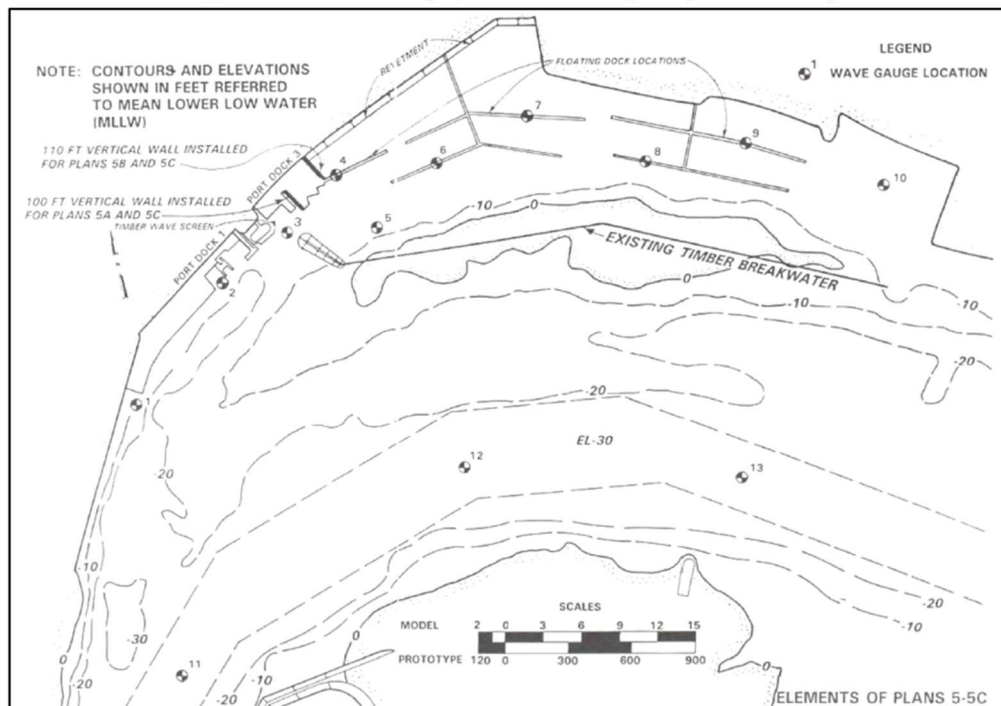 NOTE: CONTOURS AND ELEVATIONS
SHOWN IN FEET REFERRED
TO MEAN LOWER LOW WATER
(MLLW)
REVETMENT
FLOATING DOCK LOCATIONS
LEGEND
1
WAVE GAUGE LOCATION
110 FT VERTICAL WALL INSTALLED
FOR PLANS 5B AND 5C
PORT DOCK 3
100 FT VERTICAL WALL INSTALLED
FOR PLANS 5A AND 5C
TIMBER WAVE SCREEN
PORT DOCK 1
7
9
4
6
8
10
5
3
2
-10
0
EXISTING TIMBER BREAKWATER
0
-10
-10
-20
1
-20
EL-30
12
13
-20
-10
-30
0
-20
11
-20
-10
0
-20
-10
0
SCALES
MODEL 2 0 3 6 9 12 15
PROTOTYPE 120 0 300 600 900
ELEMENTS OF PLANS 5-5C